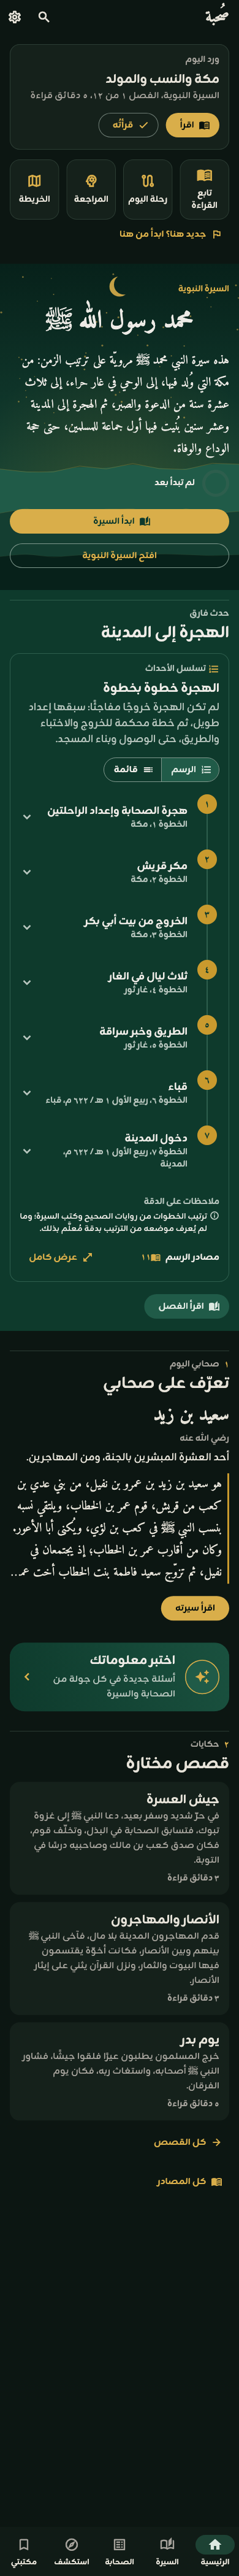 صُحبة
ورد اليوم
مكة والنسب والمولد
السيرة النبوية، الفصل ١ من ١٢، ٥ دقائق قراءة
اقرأ
قرأتُه
تابع القراءة
رحلة اليوم
المراجعة
الخريطة
جديد هنا؟ ابدأ من هنا
السيرة النبوية
محمد رسول الله ﷺ
هذه سيرة النبي محمد ﷺ مرويّة على ترتيب الزمن: من
مكة التي وُلد فيها، إلى الوحي في غار حراء، إلى ثلاث
عشرة سنة من الدعوة والصبر، ثم الهجرة إلى المدينة
وعشر سنين بُنيت فيها أول جماعة للمسلمين، حتى حجة
الوداع والوفاة.
لم تبدأ بعد
ابدأ السيرة
افتح السيرة النبوية
حدث فارق
الهجرة إلى المدينة
تسلسل الأحداث
الهجرة خطوة بخطوة
لم تكن الهجرة خروجًا مفاجئًا: سبقها إعداد
طويل، ثم خطة محكمة للخروج والاختباء
والطريق، حتى الوصول وبناء المسجد.
الرسم
قائمة
١
هجرة الصحابة وإعداد الراحلتين
الخطوة ١، مكة
٢
مكر قريش
الخطوة ٢، مكة
٣
الخروج من بيت أبي بكر
الخطوة ٣، مكة
٤
ثلاث ليال في الغار
الخطوة ٤، غار ثور
٥
الطريق وخبر سراقة
الخطوة ٥، غار ثور
٦
قباء
الخطوة ٦، ربيع الأول ١ هـ / ٦٢٢ م، قباء
٧
دخول المدينة
الخطوة ٧، ربيع الأول ١ هـ / ٦٢٢ م،
المدينة
ملاحظات على الدقة
ترتيب الخطوات من روايات الصحيح وكتب السيرة؛ وما
لم يُعرف موضعه من الترتيب بدقة مُعلَّم بذلك.
مصادر الرسم
١١
عرض كامل
اقرأ الفصل
١
صحابي اليوم
تعرّف على صحابي
سعيد بن زيد
رضي الله عنه
أحد العشرة المبشرين بالجنة، ومن المهاجرين.
هو سعيد بن زيد بن عمرو بن نفيل، من بني عدي بن
كعب من قريش، قوم عمر بن الخطاب، ويلتقي نسبه
بنسب النبي ﷺ في كعب بن لؤي، ويُكنى أبا الأعور.
وكان من أقارب عمر بن الخطاب؛ إذ يجتمعان في
نفيل، ثم تزوّج سعيد فاطمة بنت الخطاب أخت عمـ…
اقرأ سيرته
اختبر معلوماتك
أسئلة جديدة في كل جولة من
الصحابة والسيرة
٢
حكايات
قصص مختارة
جيش العسرة
في حرّ شديد وسفر بعيد، دعا النبي ﷺ إلى غزوة
تبوك، فتسابق الصحابة في البذل، وتخلّف قوم،
فكان صدق كعب بن مالك وصاحبيه درسًا في
التوبة.
٣ دقائق قراءة
الأنصار والمهاجرون
قدم المهاجرون المدينة بلا مال، فآخى النبي ﷺ
بينهم وبين الأنصار، فكانت أخوّة يقتسمون
فيها البيوت والثمار، ونزل القرآن يثني على إيثار
الأنصار.
٣ دقائق قراءة
يوم بدر
خرج المسلمون يطلبون عيرًا فلقوا جيشًا، فشاور
النبي ﷺ أصحابه، واستغاث ربه، فكان يوم
الفرقان.
٥ دقائق قراءة
كل القصص
كل المصادر
الرئيسية
السيرة
الصحابة
استكشف
مكتبتي